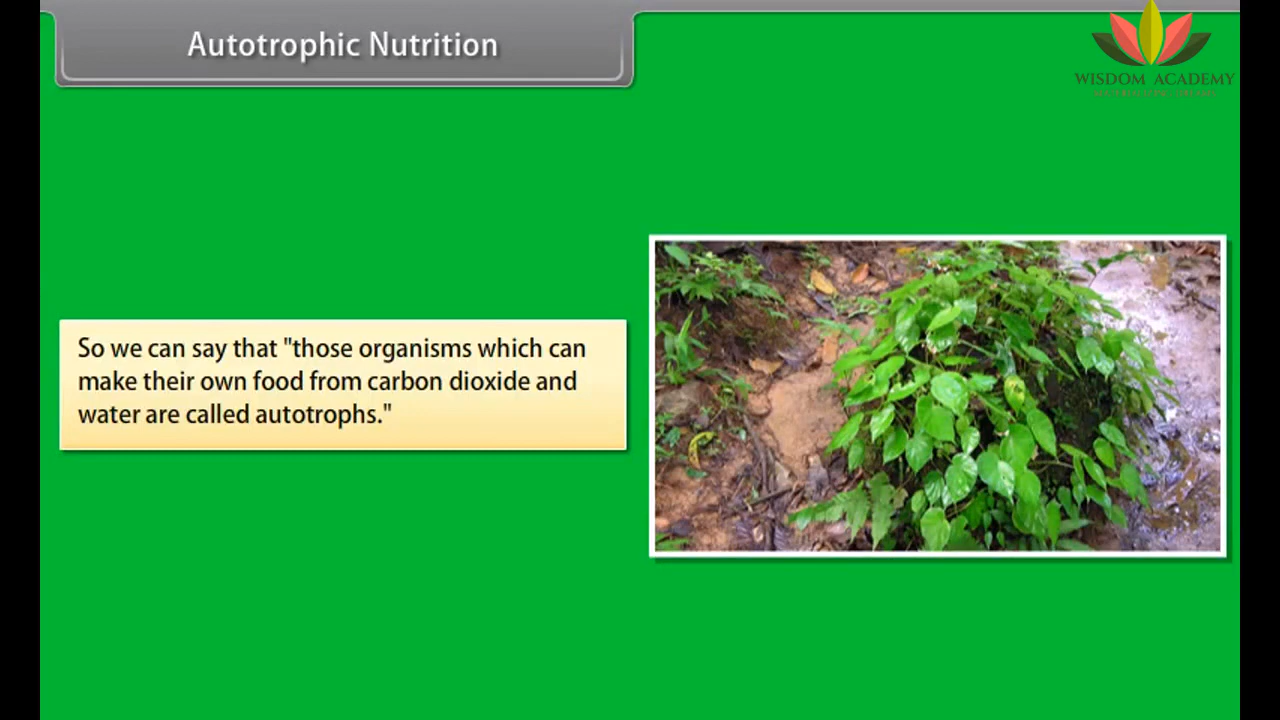 Autotrophic Nutrition
WISDOM ACADEMY
So we can say that "those organisms which can
make their own food from carbon dioxide and
water are called autotrophs."